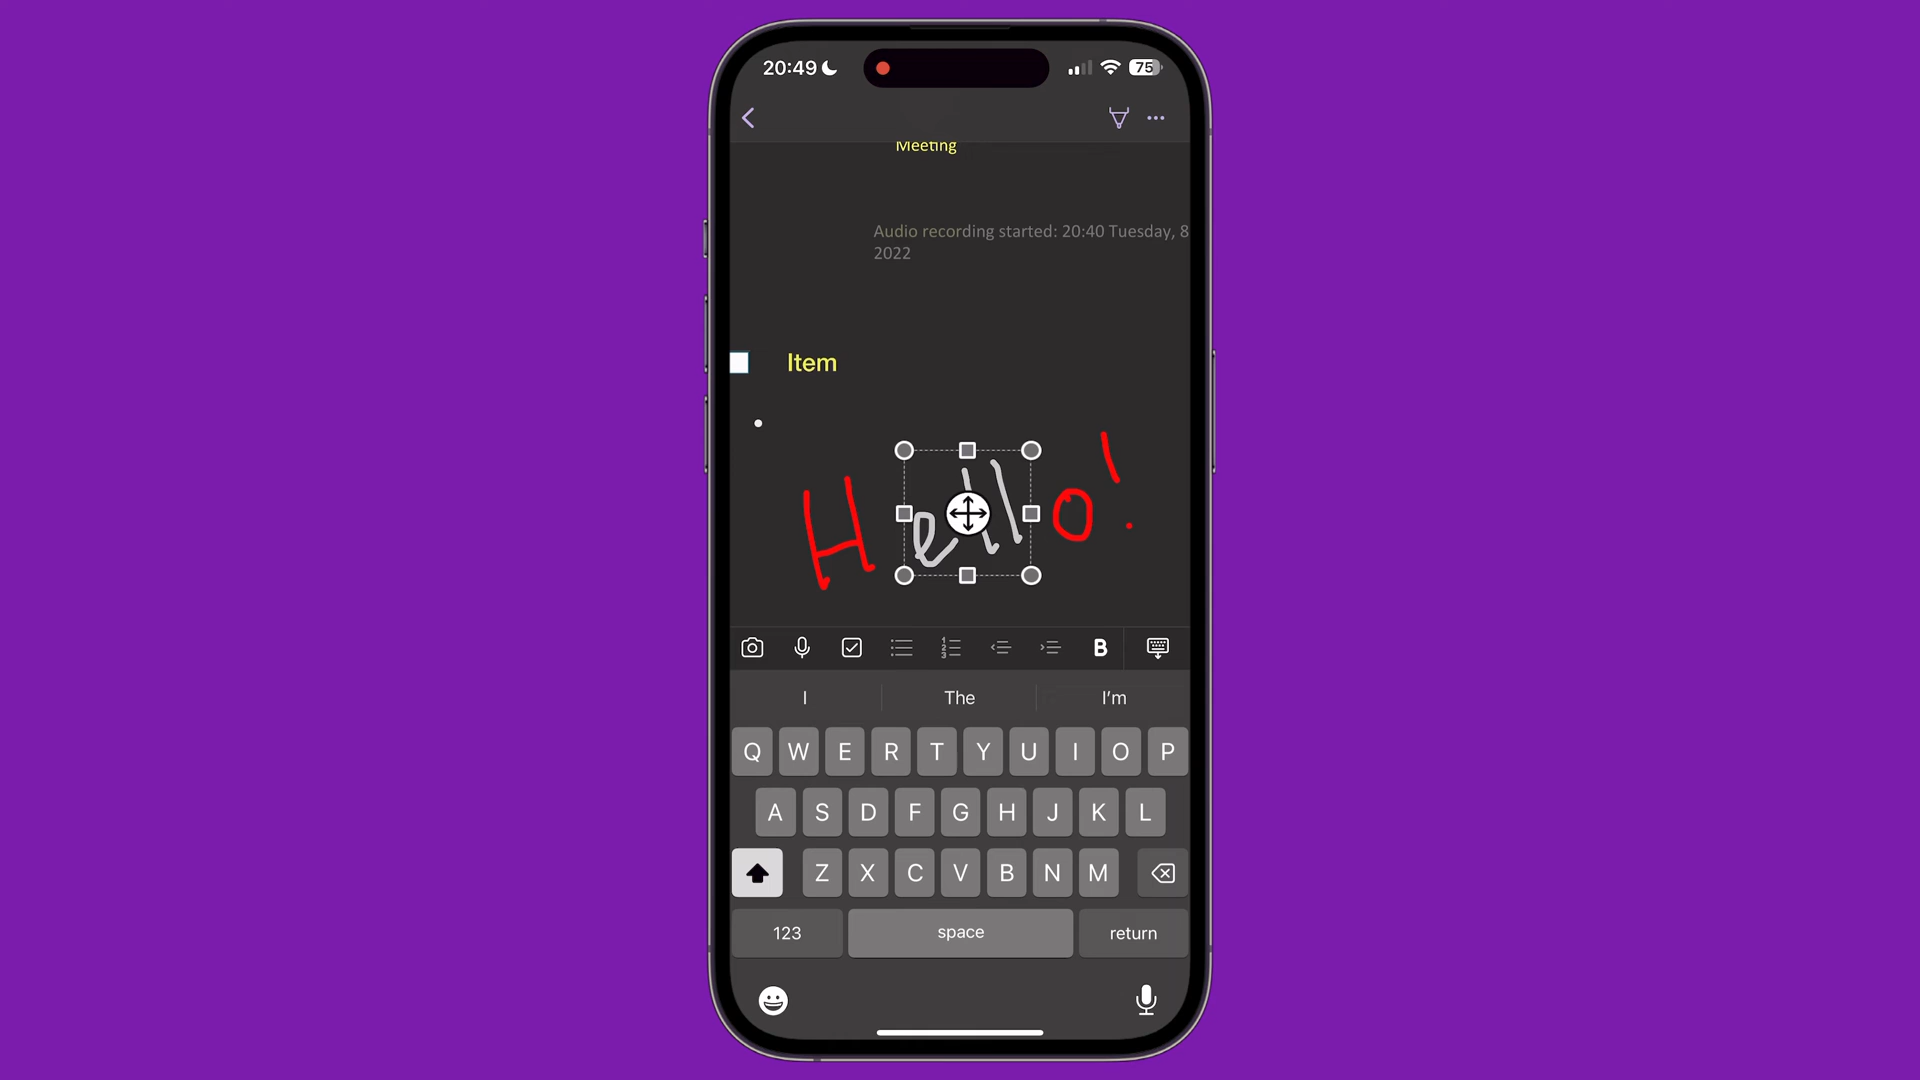 20:49 75
Meeting
Audio recording started: 20:40 Tuesday, 8
2022
Item
Hello!
B
I The I'm
Q W E R T Y U I O P
A S D F G H J K L
Z X C V B N M
123 space return